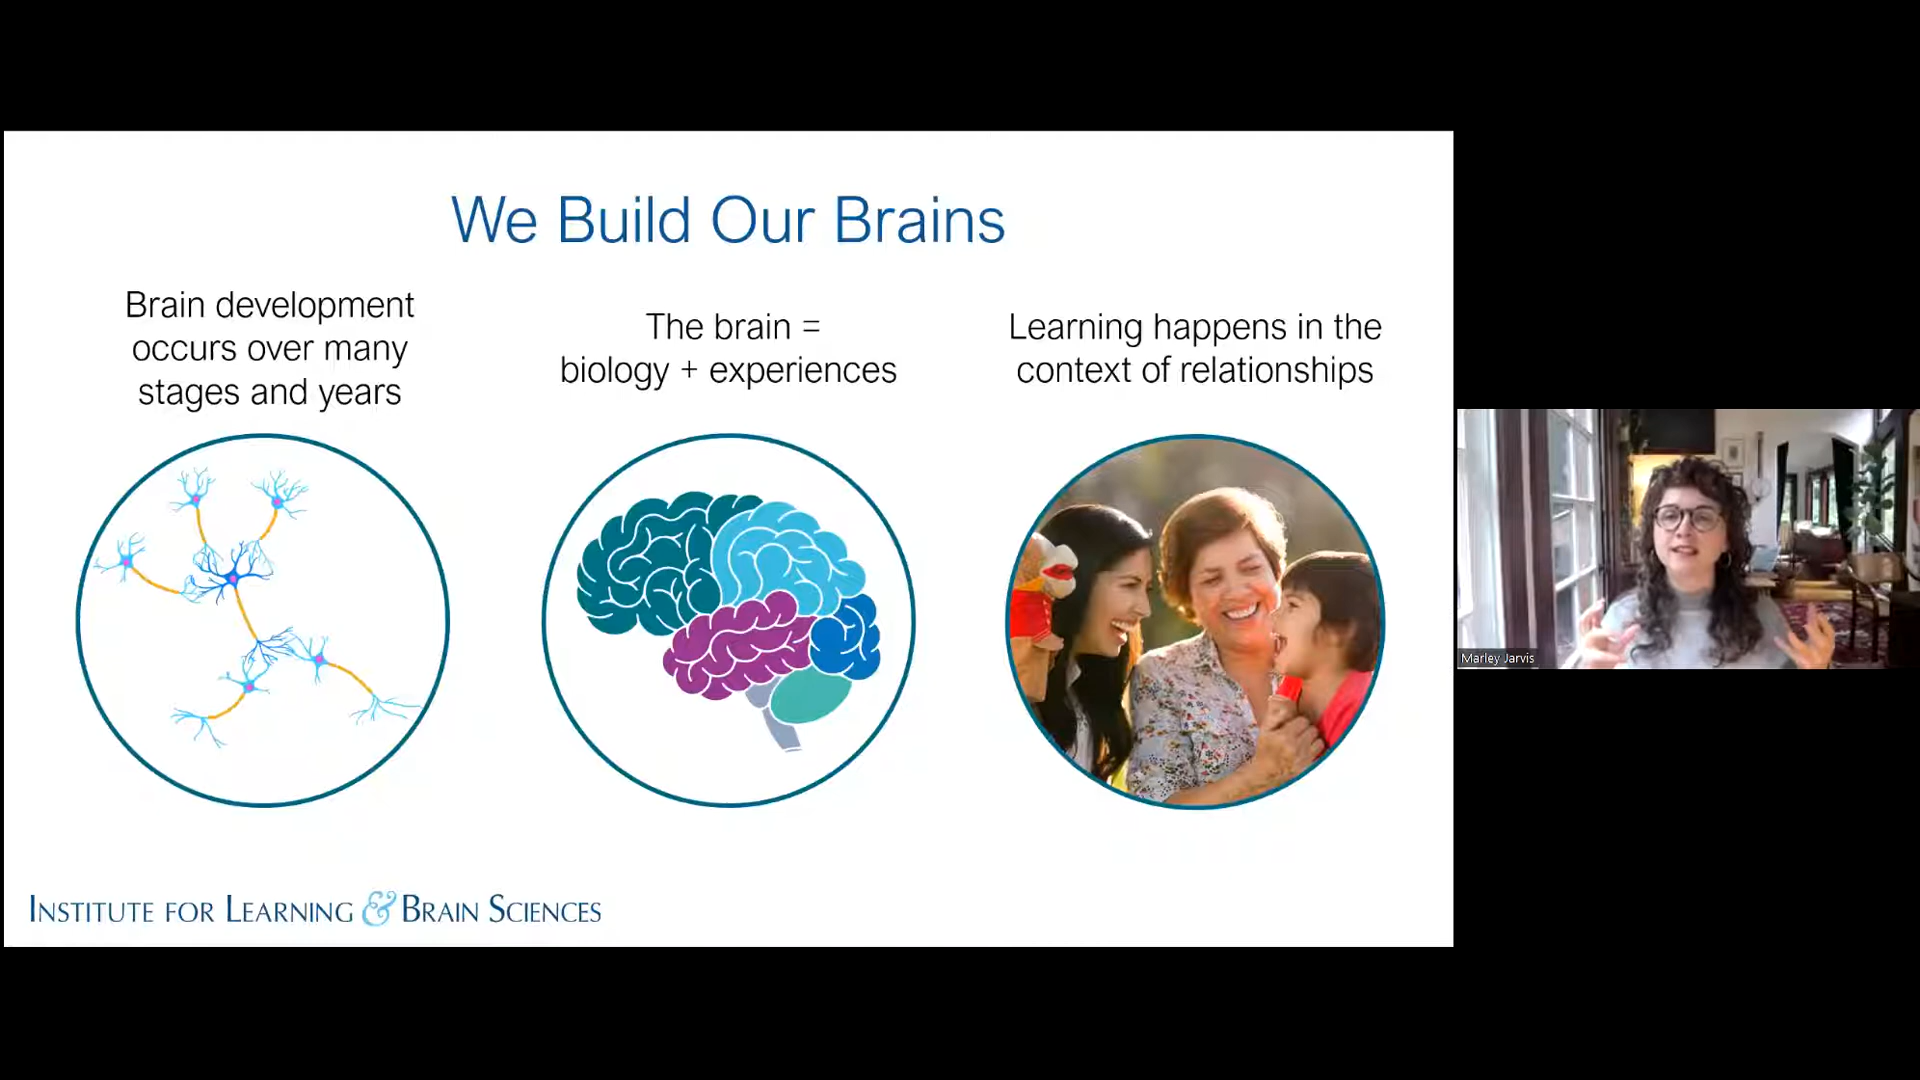 We Build Our Brains
Brain development
occurs over many
stages and years
The brain =
biology + experiences
Learning happens in the
context of relationships
INSTITUTE FOR LEARNING & BRAIN SCIENCES
Marley Jarvis